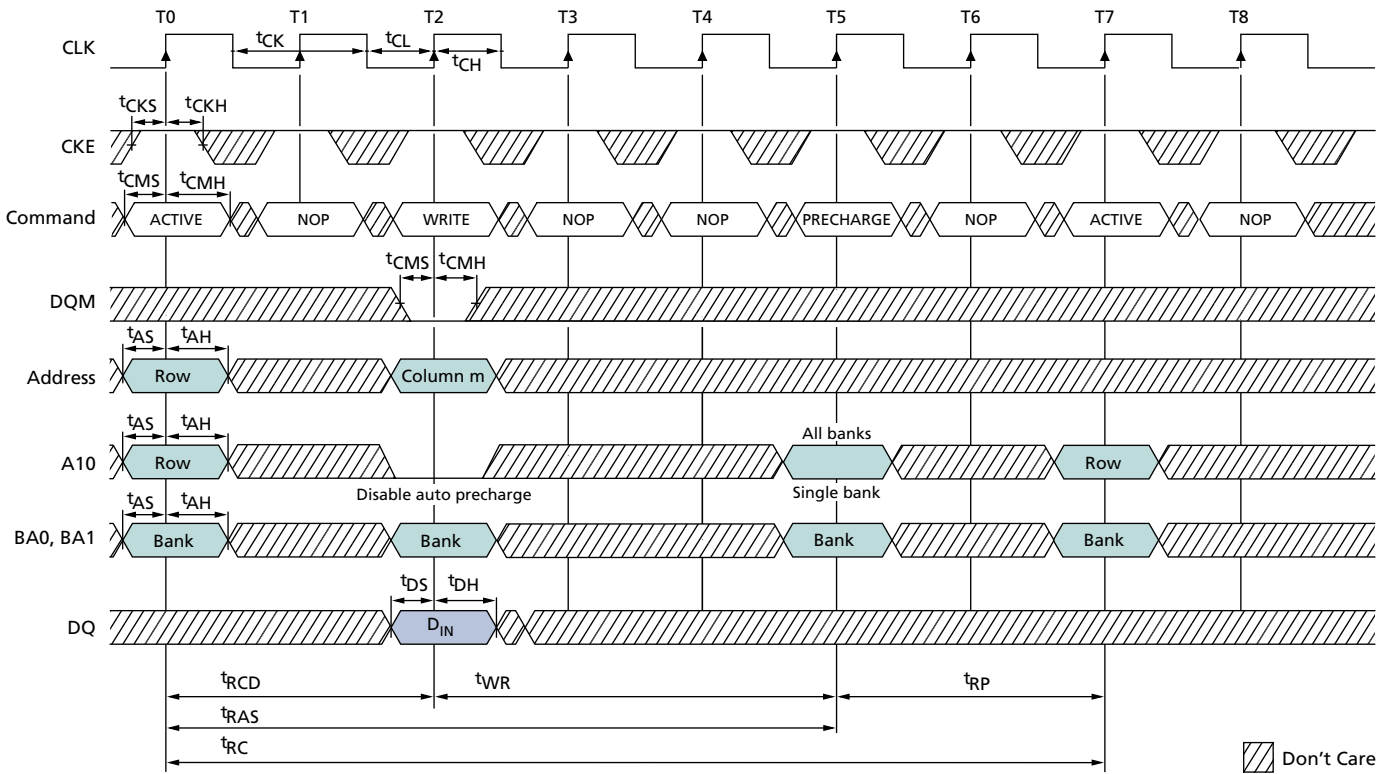 T0 T1 T2 T3 T4 T5 T6 T7 T8
CLK
tCK tCL
tCH
tCKS tCKH
CKE
tCMS tCMH
Command ACTIVE NOP WRITE NOP NOP PRECHARGE NOP ACTIVE NOP
tCMS tCMH
DQM
tAS tAH
Address Row Column m
tAS tAH
All banks
A10 Row Row
Disable auto precharge Single bank
tAS tAH
BA0, BA1 Bank Bank Bank Bank
tDS tDH
DQ DIN
tRCD tWR tRP
tRAS
tRC
Don't Care